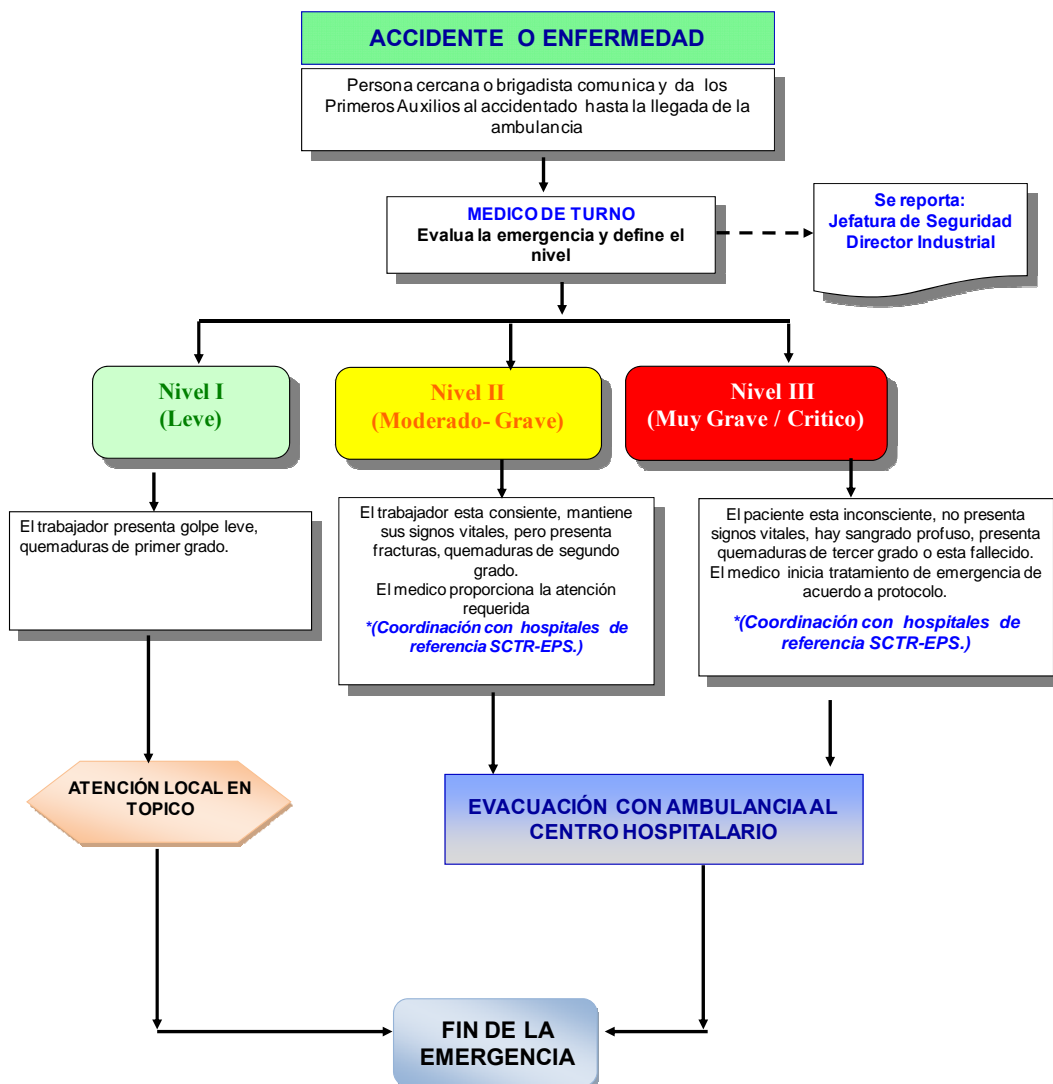 ACCIDENTE O ENFERMEDAD
Persona cercana o brigadista comunica y da los
Primeros Auxilios al accidentado hasta la llegada de la
ambulancia
MEDICO DE TURNO
Evalua la emergencia y define el
nivel
Se reporta:
Jefatura de Seguridad
Director Industrial
Nivel I
(Leve)
Nivel II
(Moderado- Grave)
Nivel III
(Muy Grave / Critico)
El trabajador presenta golpe leve,
quemaduras de primer grado.
El trabajador esta consiente, mantiene
sus signos vitales, pero presenta
fracturas, quemaduras de segundo
grado.
El medico proporciona la atención
requerida
*(Coordinación con hospitales de
referencia SCTR-EPS.)
El paciente esta inconsciente, no presenta
signos vitales, hay sangrado profuso, presenta
quemaduras de tercer grado o esta fallecido.
El medico inicia tratamiento de emergencia de
acuerdo a protocolo.
*(Coordinación con hospitales de
referencia SCTR-EPS.)
ATENCIÓN LOCAL EN
TOPICO
EVACUACIÓN CON AMBULANCIA AL
CENTRO HOSPITALARIO
FIN DE LA
EMERGENCIA